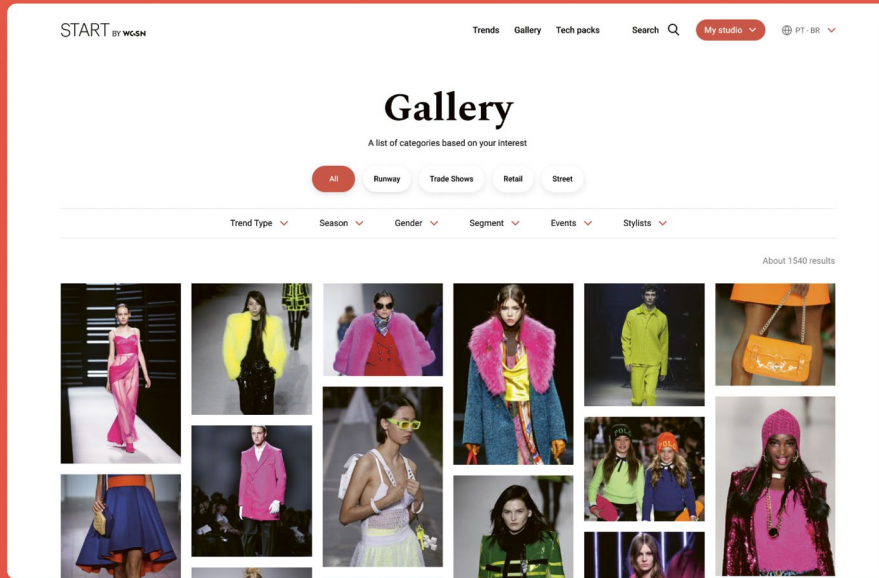 START BY WGSN
Trends Gallery Tech packs Search My studio PT - BR
Gallery
A list of categories based on your interest
All Runway Trade Shows Retail Street
Trend Type Season Gender Segment Events Stylists
About 1540 results